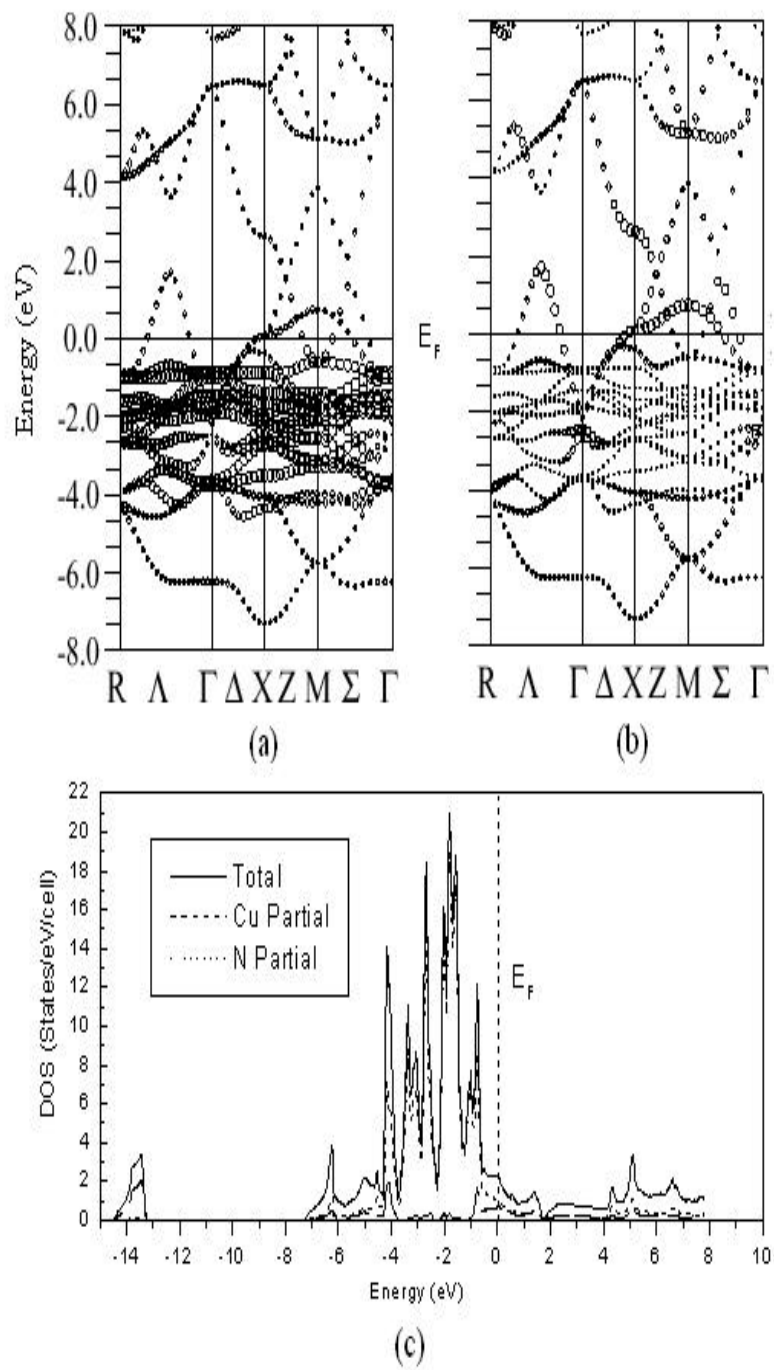 8.0
6.0
4.0
2.0
0.0
-2.0
-4.0
-6.0
-8.0
Energy (eV)
E_F
R Λ Γ Δ X Z M Σ Γ
R Λ Γ Δ X Z M Σ Γ
(a)
(b)
22
20
18
16
14
12
10
8
6
4
2
0
DOS (States/eV/cell)
Total
Cu Partial
N Partial
E_F
-14 -12 -10 -8 -6 -4 -2 0 2 4 6 8 10
Energy (eV)
(c)